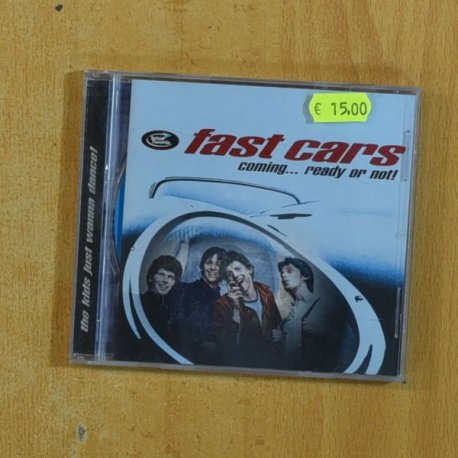 € 15.00
fast cars
coming... ready or not!
the kids just wanna dance!